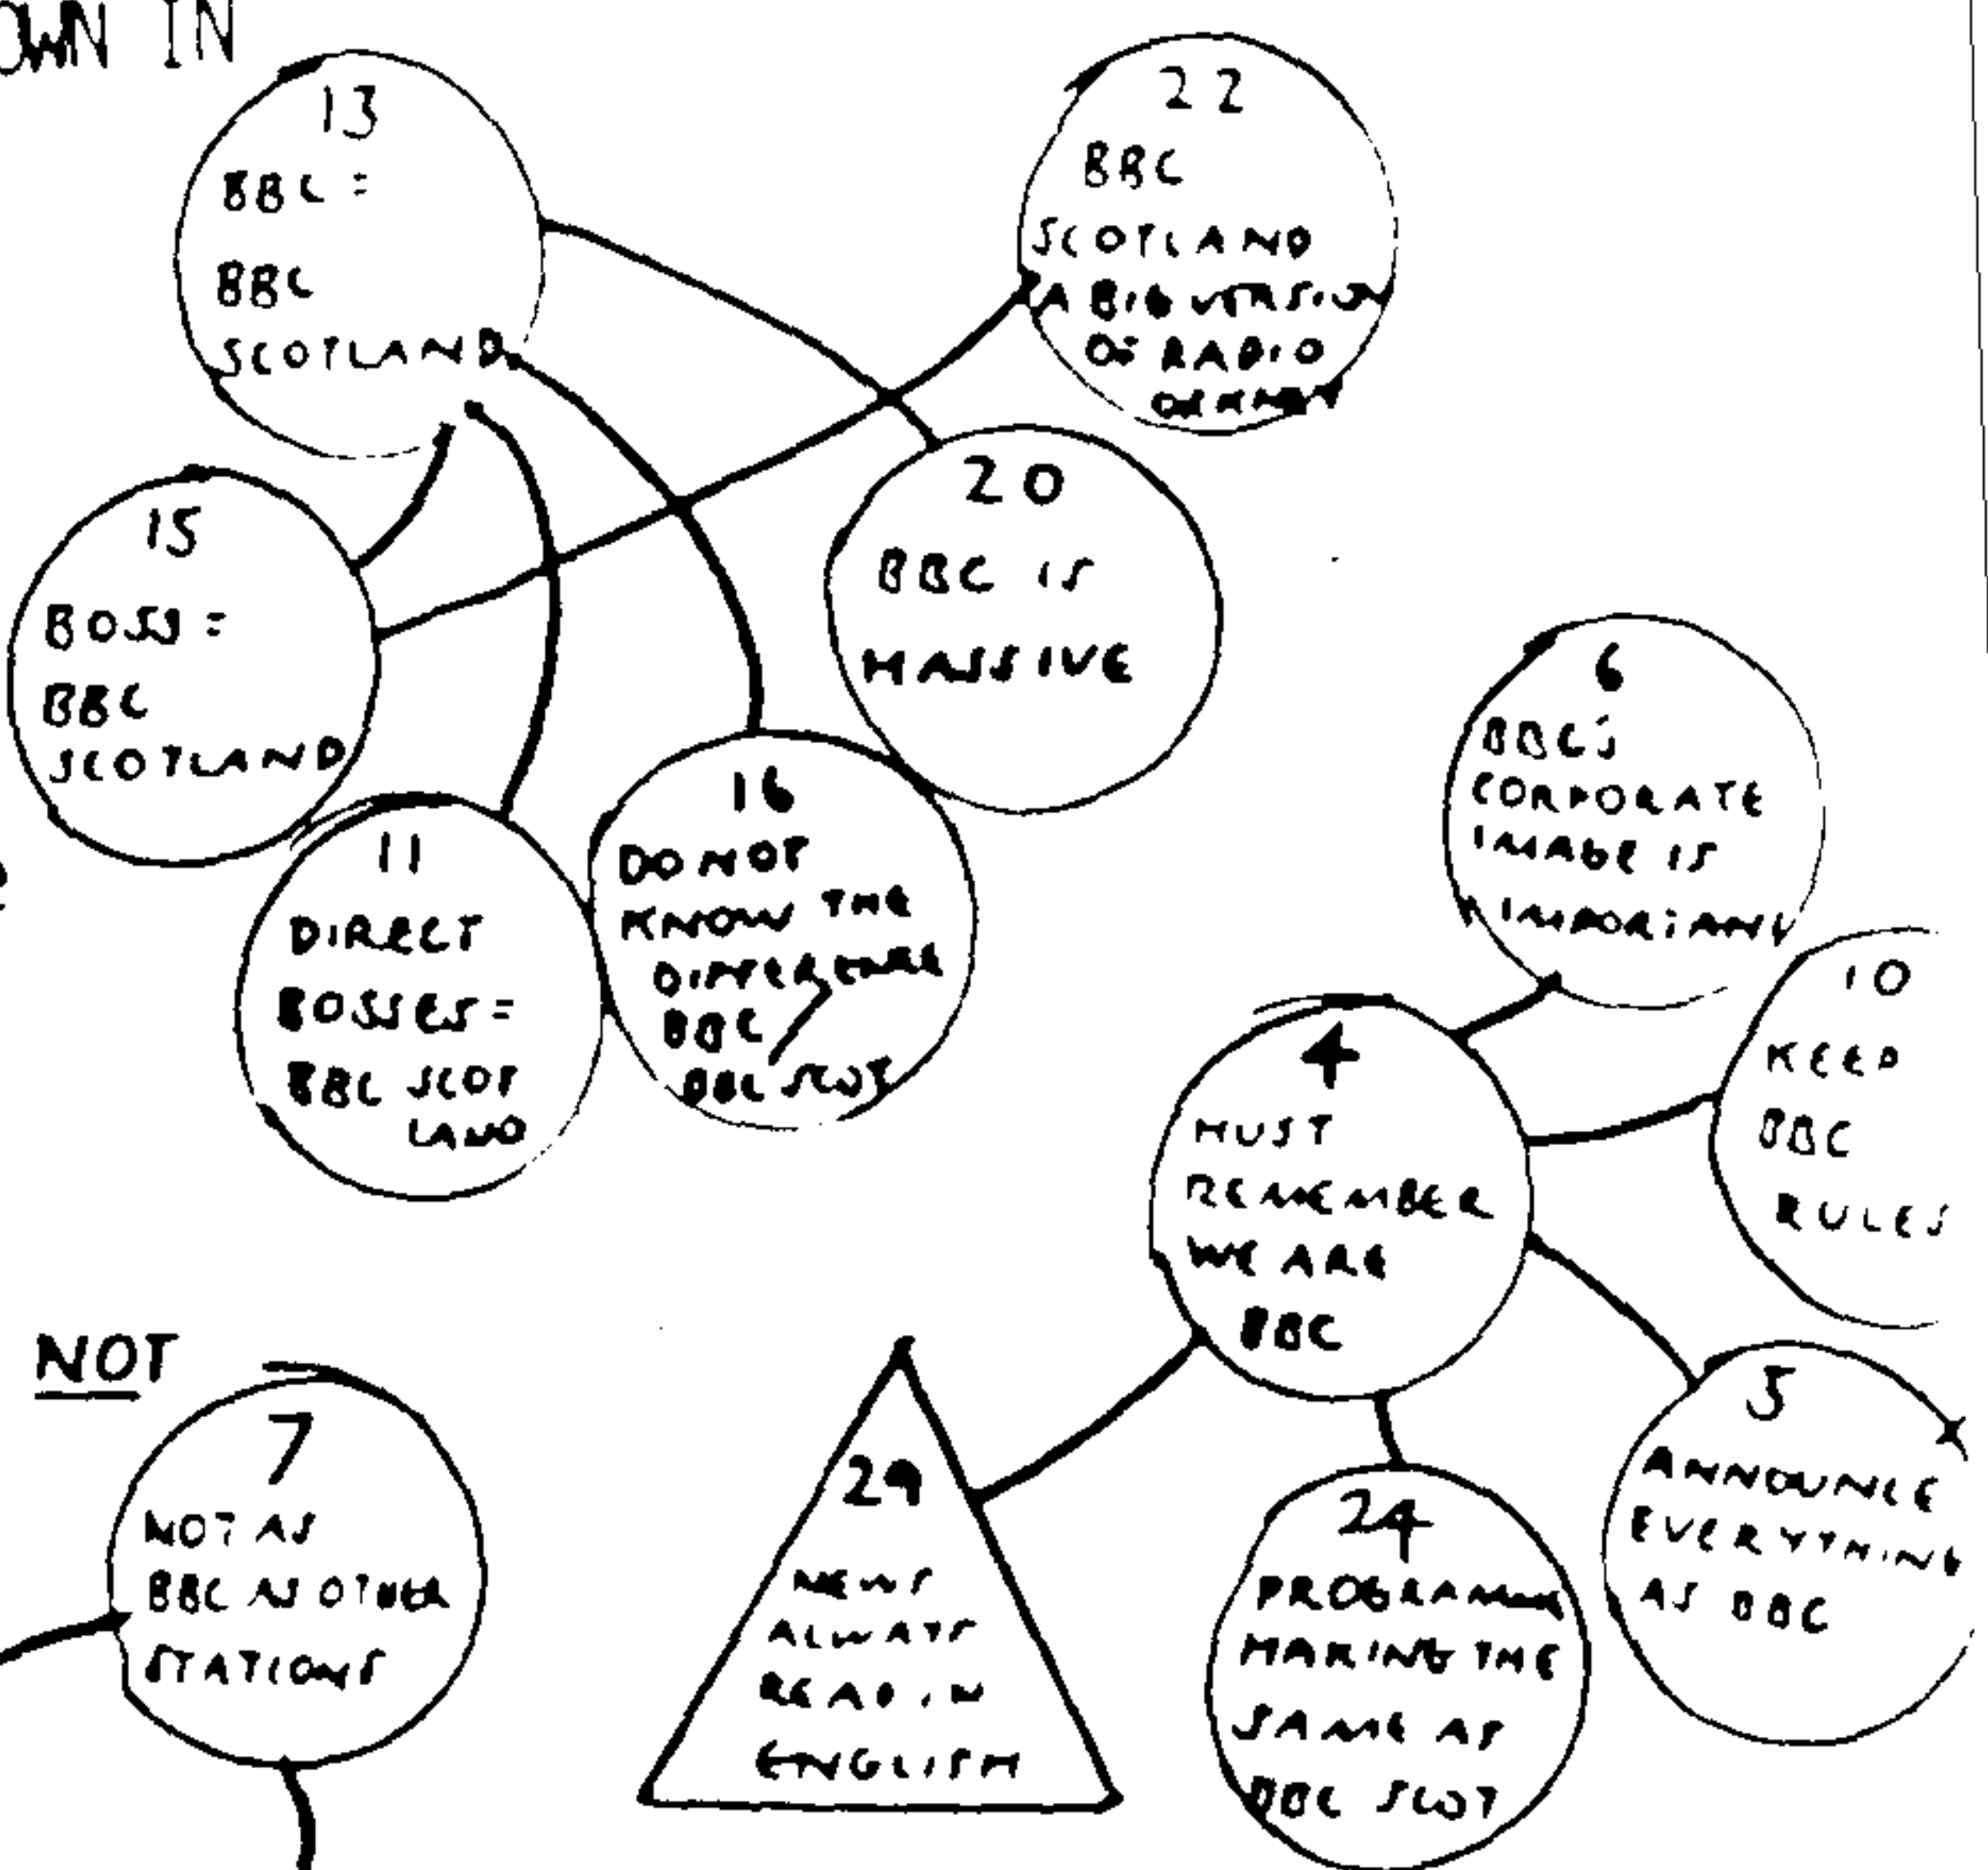 OWN IN
13
BBC =
BBC
SCOTLAND
22
BBC
SCOTLAND
A BIG VERSION
OF RADIO
15
BOSS =
BBC
SCOTLAND
20
BBC IS
MASSIVE
11
DIRECT
BOSSES =
BBC SCOT
LAND
16
DO NOT
KNOW THE
DIFFERENCE
BBC /
BBC SCOT
6
BBC'S
CORPORATE
IMAGE IS
IMPORTANT
4
MUST
REMEMBER
WE ARE
BBC
10
KEEP
BBC
RULES
NOT
7
NOT AS
BBC AS OTHER
STATIONS
29
NEWS
ALWAYS
READ IN
ENGLISH
24
PROGRAMME
MAKING THE
SAME AS
BBC SCOT
5
ANNOUNCE
EVERYTHING
AS BBC